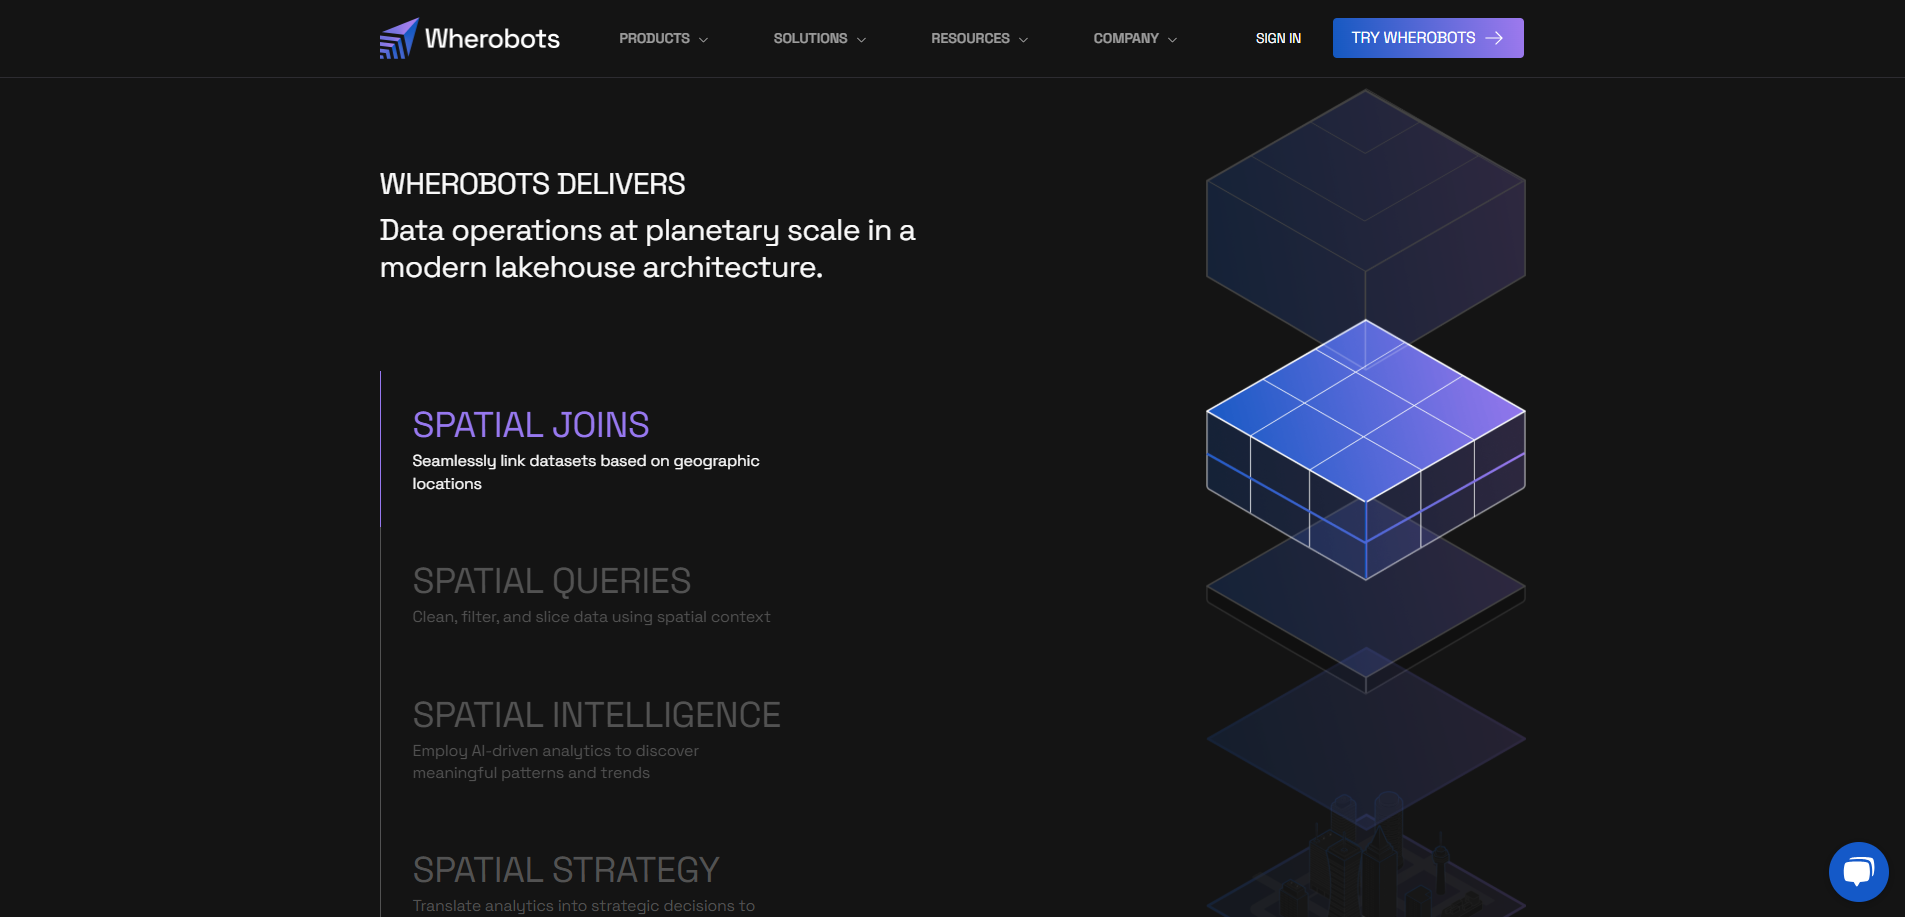 Wherobots
PRODUCTS
SOLUTIONS
RESOURCES
COMPANY
SIGN IN
TRY WHEROBOTS
WHEROBOTS DELIVERS
Data operations at planetary scale in a
modern lakehouse architecture.
SPATIAL JOINS
Seamlessly link datasets based on geographic
locations
SPATIAL QUERIES
Clean, filter, and slice data using spatial context
SPATIAL INTELLIGENCE
Employ AI-driven analytics to discover
meaningful patterns and trends
SPATIAL STRATEGY
Translate analytics into strategic decisions to